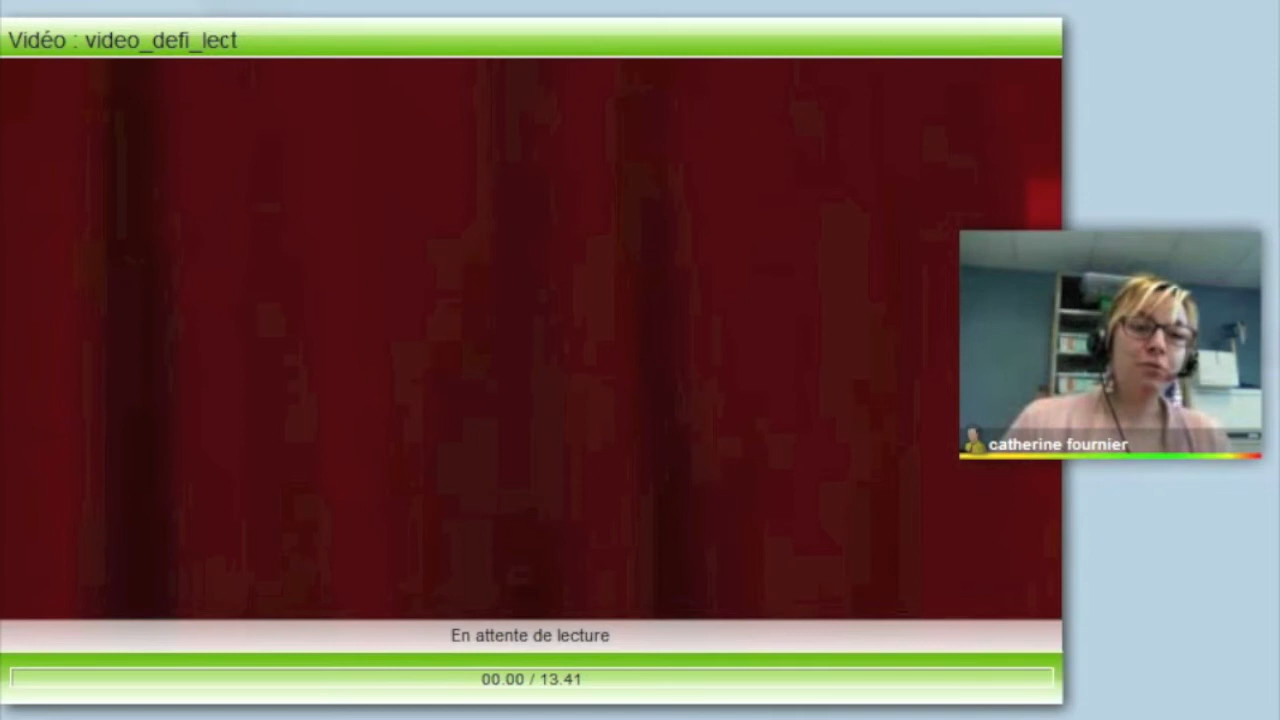 Vidéo : video_defi_lect
catherine fournier
En attente de lecture
00.00 / 13.41